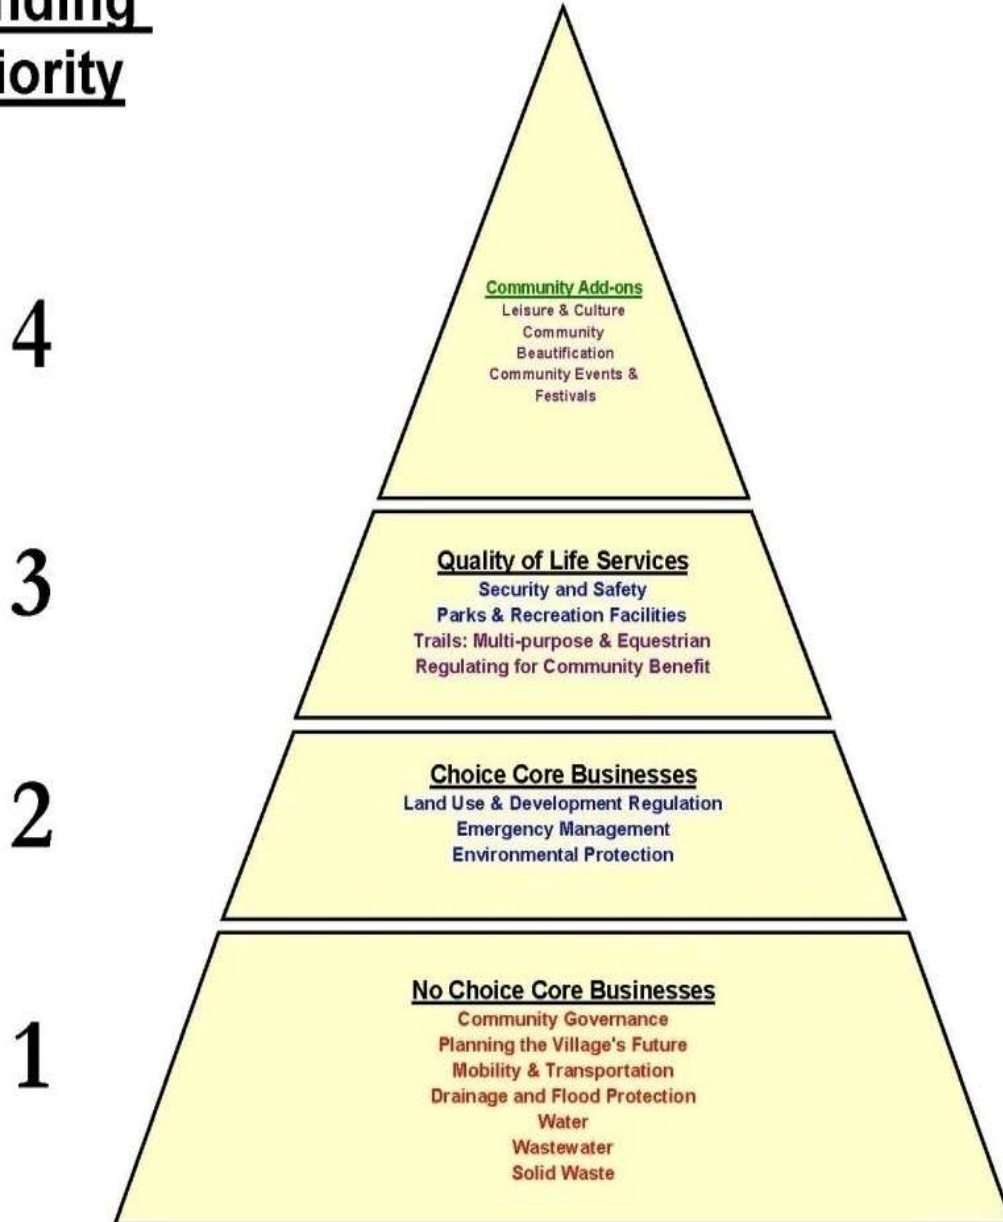 nding
iority
4
Community Add-ons
Leisure & Culture
Community
Beautification
Community Events &
Festivals
3
Quality of Life Services
Security and Safety
Parks & Recreation Facilities
Trails: Multi-purpose & Equestrian
Regulating for Community Benefit
2
Choice Core Businesses
Land Use & Development Regulation
Emergency Management
Environmental Protection
1
No Choice Core Businesses
Community Governance
Planning the Village's Future
Mobility & Transportation
Drainage and Flood Protection
Water
Wastewater
Solid Waste